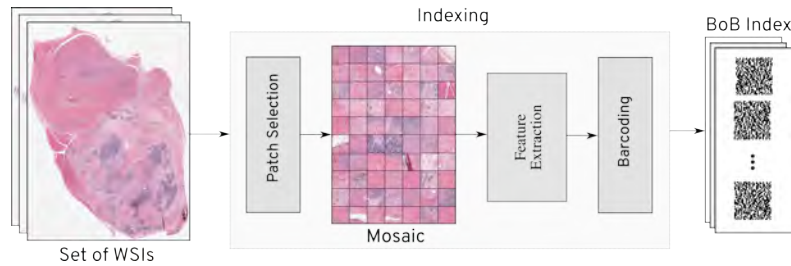 Indexing
BoB Index
Patch Selection
Feature
Extraction
Barcoding
Mosaic
Set of WSIs